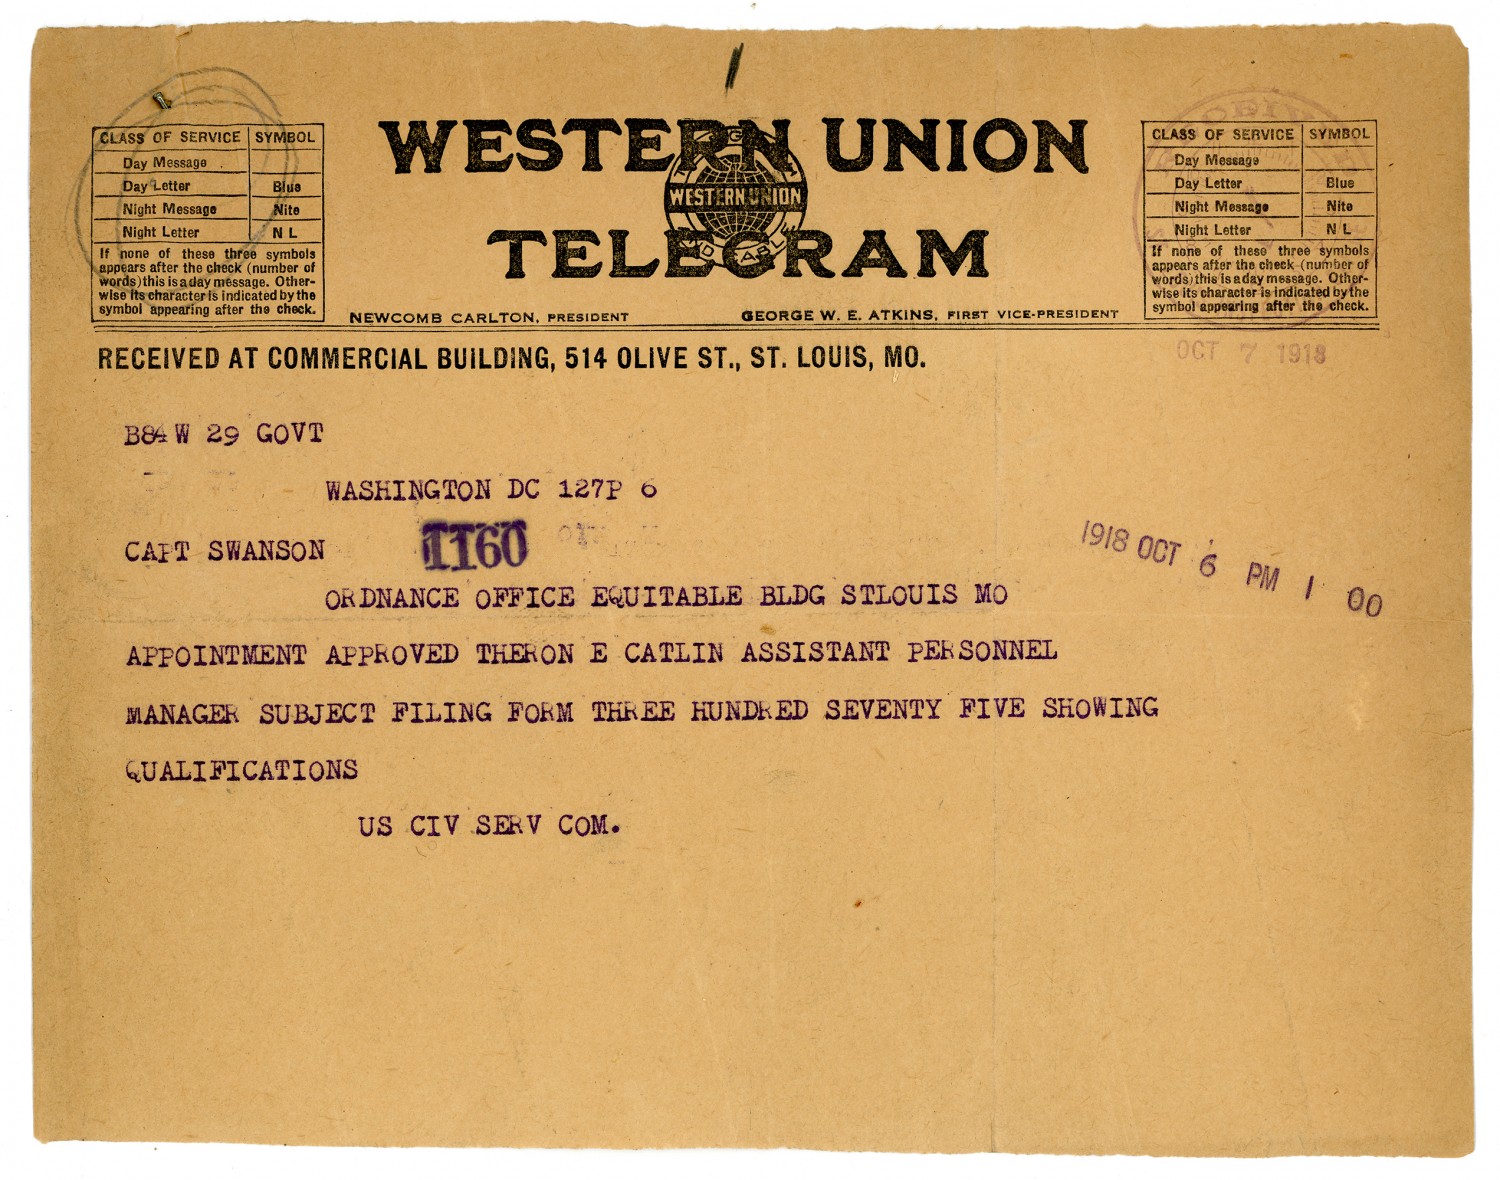 CLASS OF SERVICE SYMBOL
Day Message
Day Letter Blue
Night Message Nite
Night Letter N L
If none of these three symbols
appears after the check (number of
words) this is a day message. Other-
wise its character is indicated by the
symbol appearing after the check.
WESTERN UNION
WESTERN UNION
TELEGRAM
NEWCOMB CARLTON, PRESIDENT GEORGE W. E. ATKINS, FIRST VICE-PRESIDENT
CLASS OF SERVICE SYMBOL
Day Message
Day Letter Blue
Night Message Nite
Night Letter N L
If none of these three symbols
appears after the check (number of
words) this is a day message. Other-
wise its character is indicated by the
symbol appearing after the check.
RECEIVED AT COMMERCIAL BUILDING, 514 OLIVE ST., ST. LOUIS, MO.
OCT 7 1918
B84W 29 GOVT
WASHINGTON DC 127P 6
CAPT SWANSON 1160
1918 OCT 6 PM 1 00
ORDNANCE OFFICE EQUITABLE BLDG STLOUIS MO
APPOINTMENT APPROVED THERON E CATLIN ASSISTANT PERSONNEL
MANAGER SUBJECT FILING FORM THREE HUNDRED SEVENTY FIVE SHOWING
QUALIFICATIONS
US CIV SERV COM.